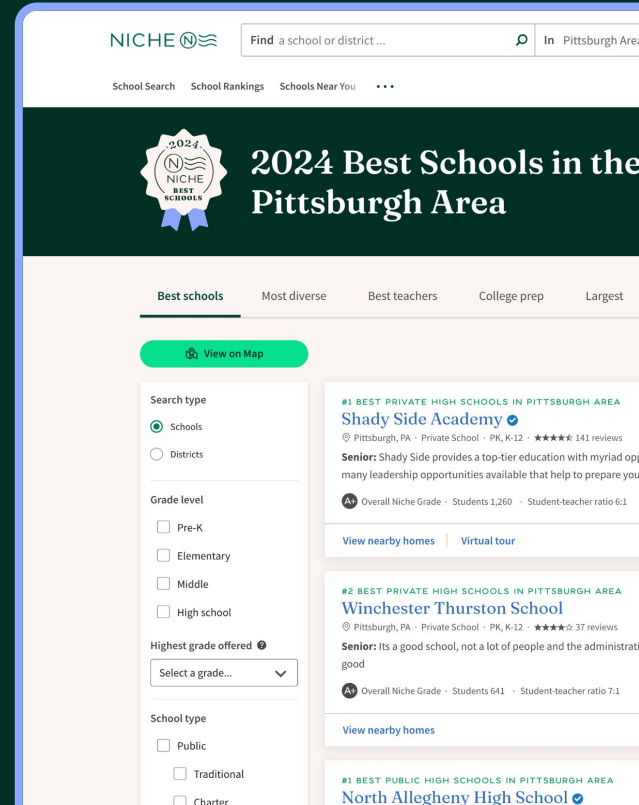 NICHE N
Find a school or district ...
In Pittsburgh Area
School Search School Rankings Schools Near You ...
2024
N
NICHE
BEST
SCHOOLS
2024 Best Schools in the
Pittsburgh Area
Best schools Most diverse Best teachers College prep Largest
View on Map
Search type
Schools
Districts
Grade level
Pre-K
Elementary
Middle
High school
Highest grade offered ?
Select a grade...
School type
Public
Traditional
Charter
#1 BEST PRIVATE HIGH SCHOOLS IN PITTSBURGH AREA
Shady Side Academy
Pittsburgh, PA · Private School · PK, K-12 · 141 reviews
Senior: Shady Side provides a top-tier education with myriad opp
many leadership opportunities available that help to prepare you
A+ Overall Niche Grade · Students 1,260 · Student-teacher ratio 6:1
View nearby homes Virtual tour
#2 BEST PRIVATE HIGH SCHOOLS IN PITTSBURGH AREA
Winchester Thurston School
Pittsburgh, PA · Private School · PK, K-12 · 37 reviews
Senior: Its a good school, not a lot of people and the administrati
good
A+ Overall Niche Grade · Students 641 · Student-teacher ratio 7:1
View nearby homes
#1 BEST PUBLIC HIGH SCHOOLS IN PITTSBURGH AREA
North Allegheny High School